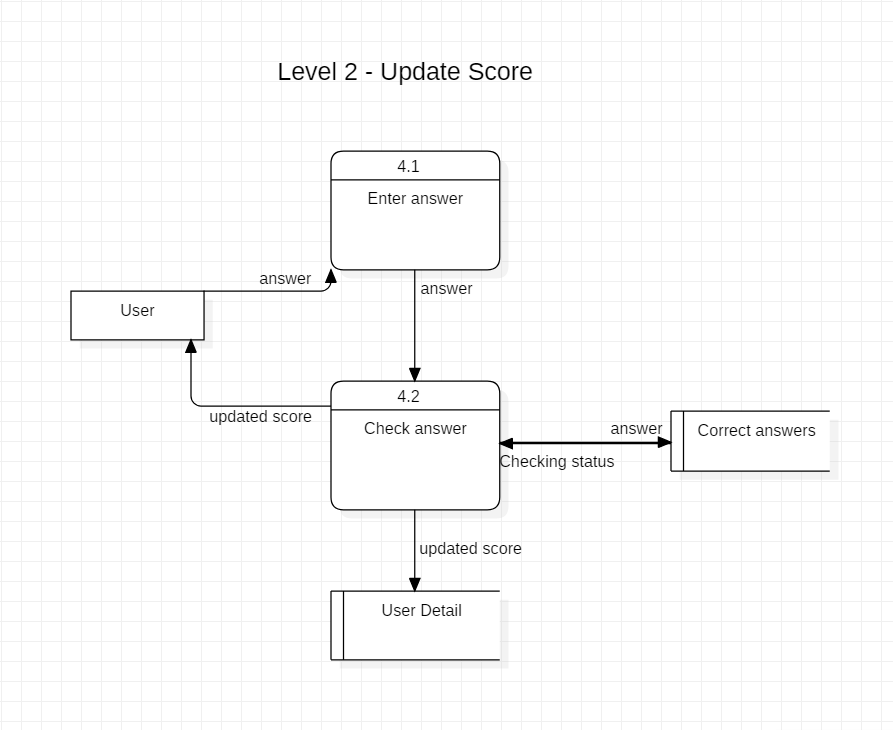 Level 2 - Update Score
4.1
Enter answer
answer
answer
User
4.2
updated score
Check answer
answer
Correct answers
Checking status
updated score
User Detail